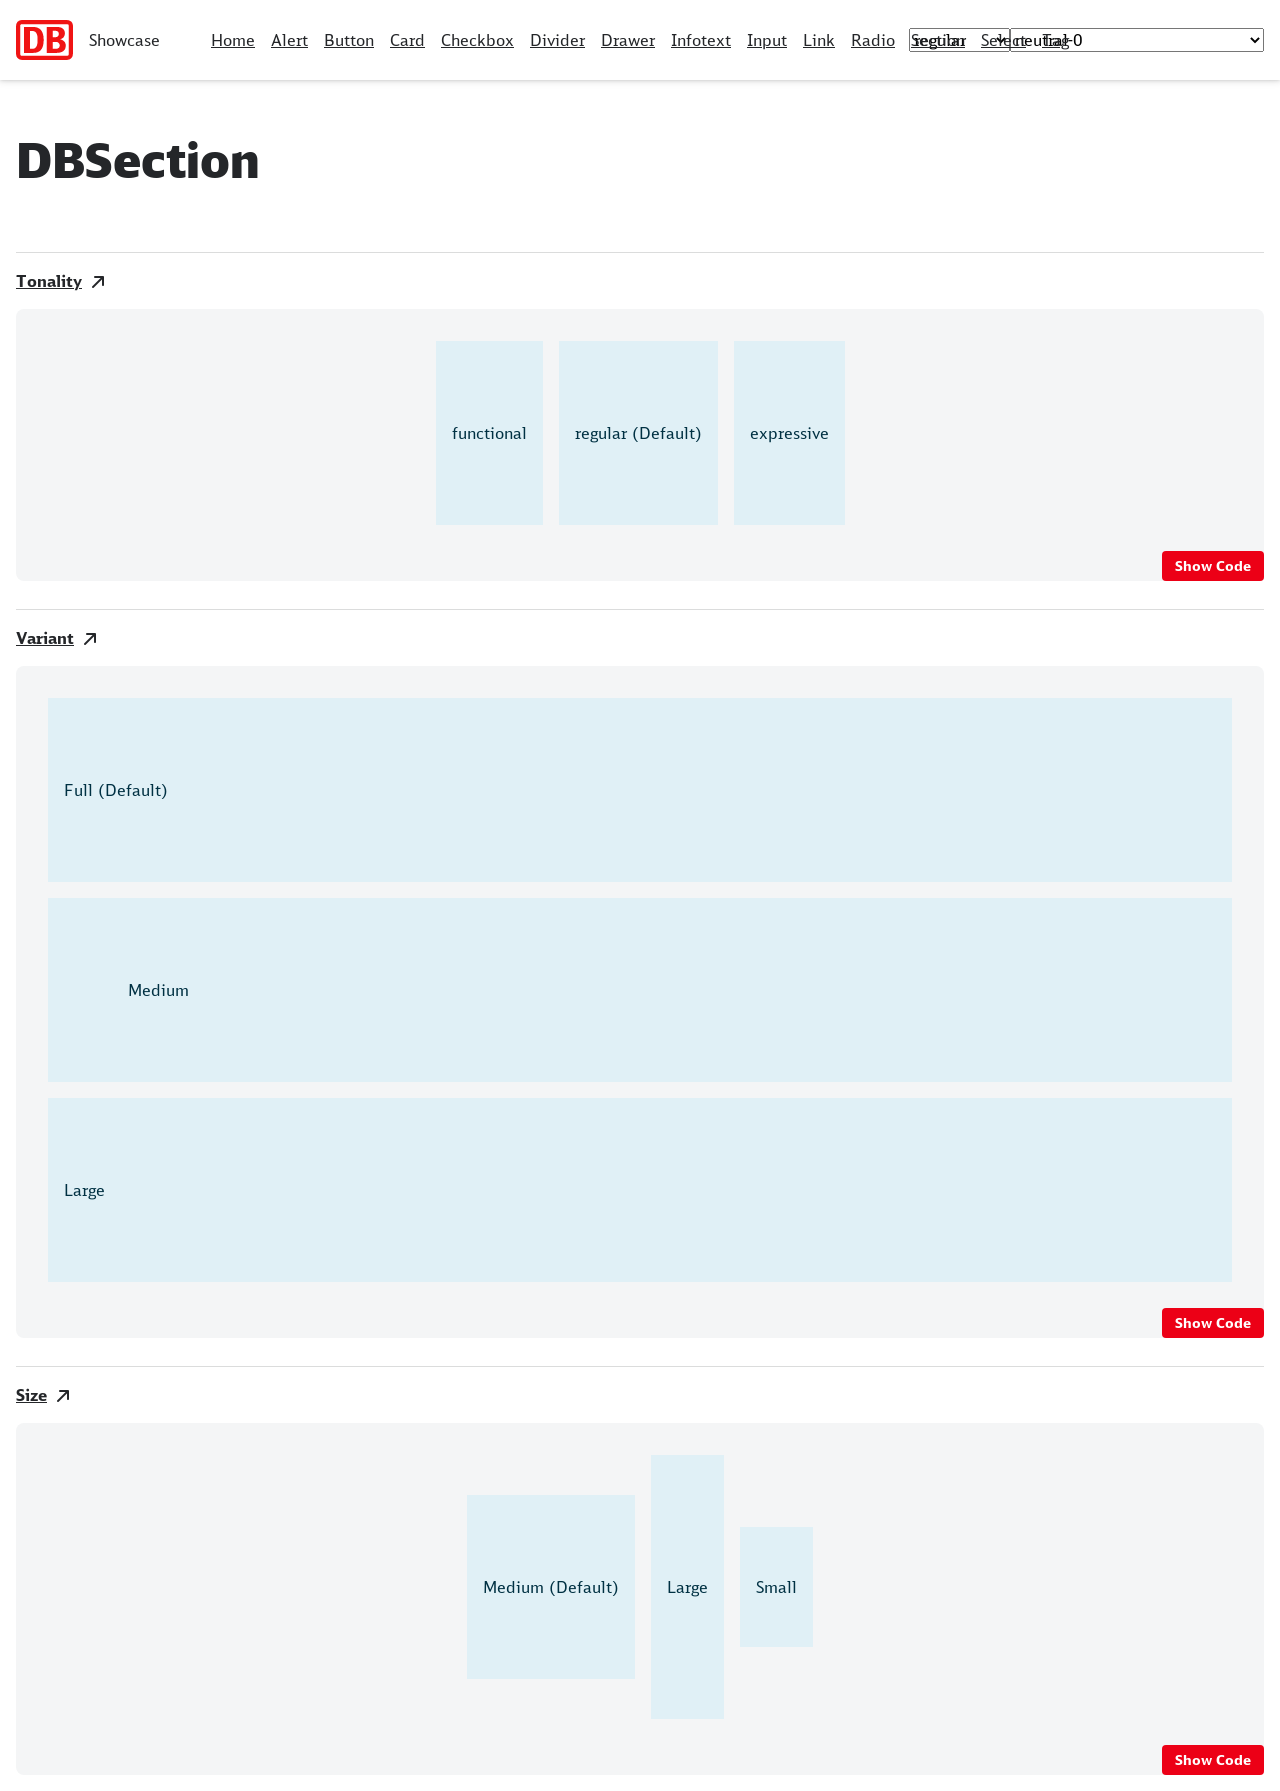 DB Showcase Home Alert Button Card Checkbox Divider Drawer Infotext Input Link Radio Section Select Tag regular neutral-0
DBSection
Tonality
functional regular (Default) expressive
Show Code
Variant
Full (Default)
Medium
Large
Show Code
Size
Medium (Default) Large Small
Show Code